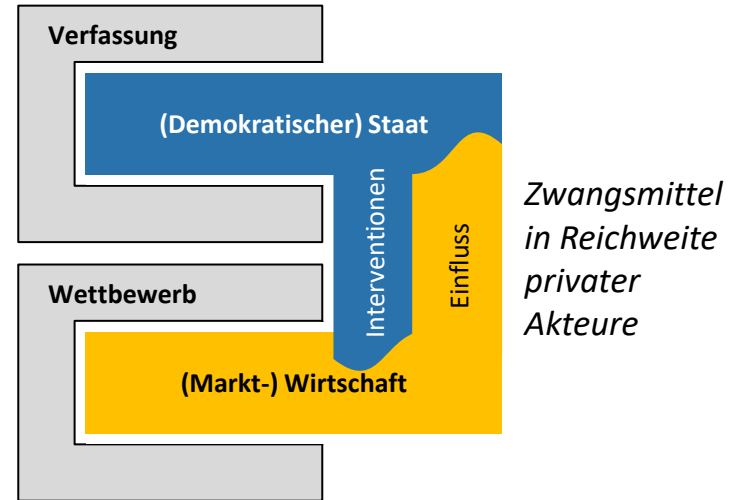 Verfassung
(Demokratischer) Staat
Interventionen
Einfluss
Zwangsmittel
in Reichweite
privater
Akteure
Wettbewerb
(Markt-) Wirtschaft